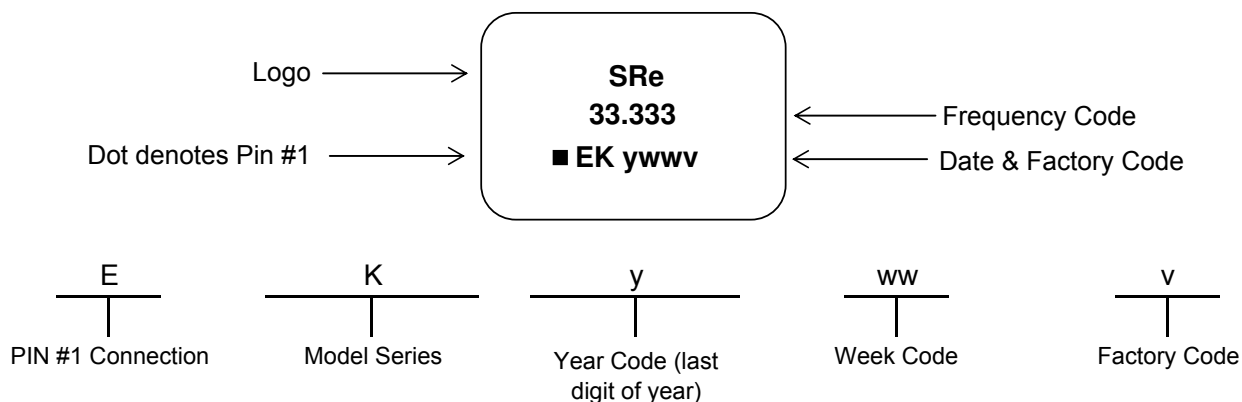 Logo
SRe
33.333
Frequency Code
Dot denotes Pin #1
■ EK ywwv
Date & Factory Code
E
K
y
ww
v
PIN #1 Connection
Model Series
Year Code (last
digit of year)
Week Code
Factory Code